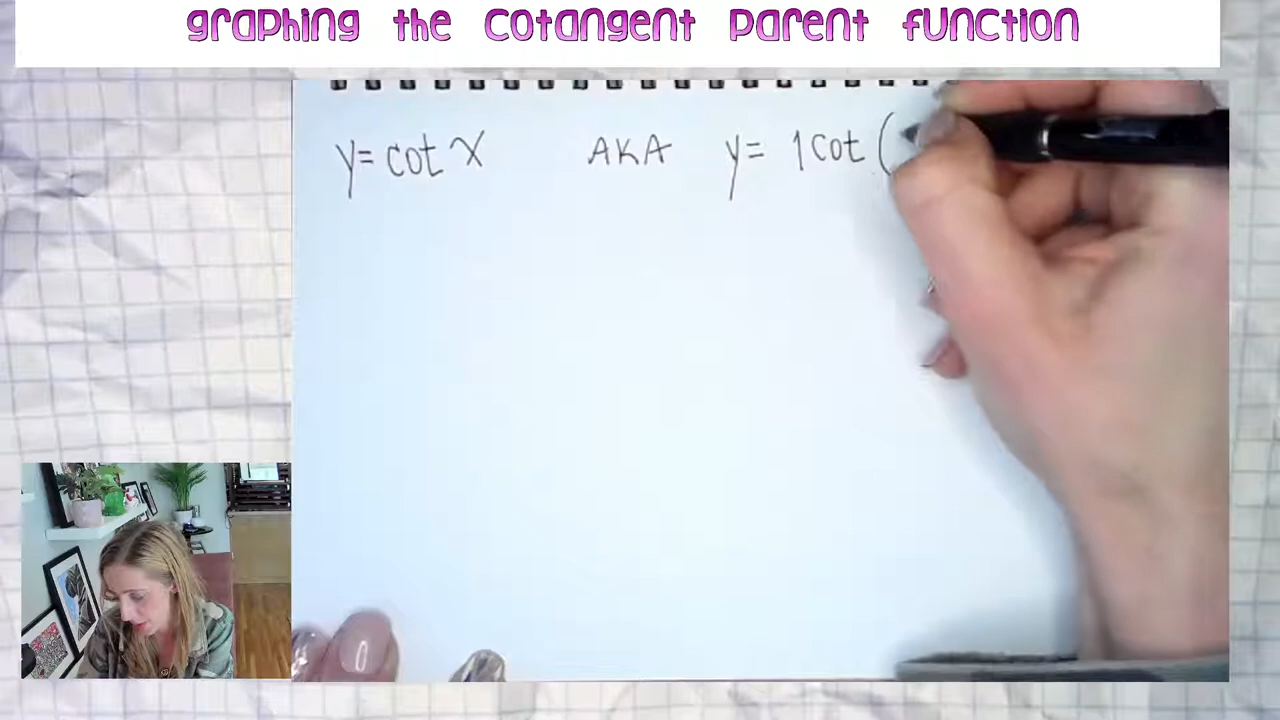 graphing the cotangent parent function
y= cot x AKA y= 1cot (